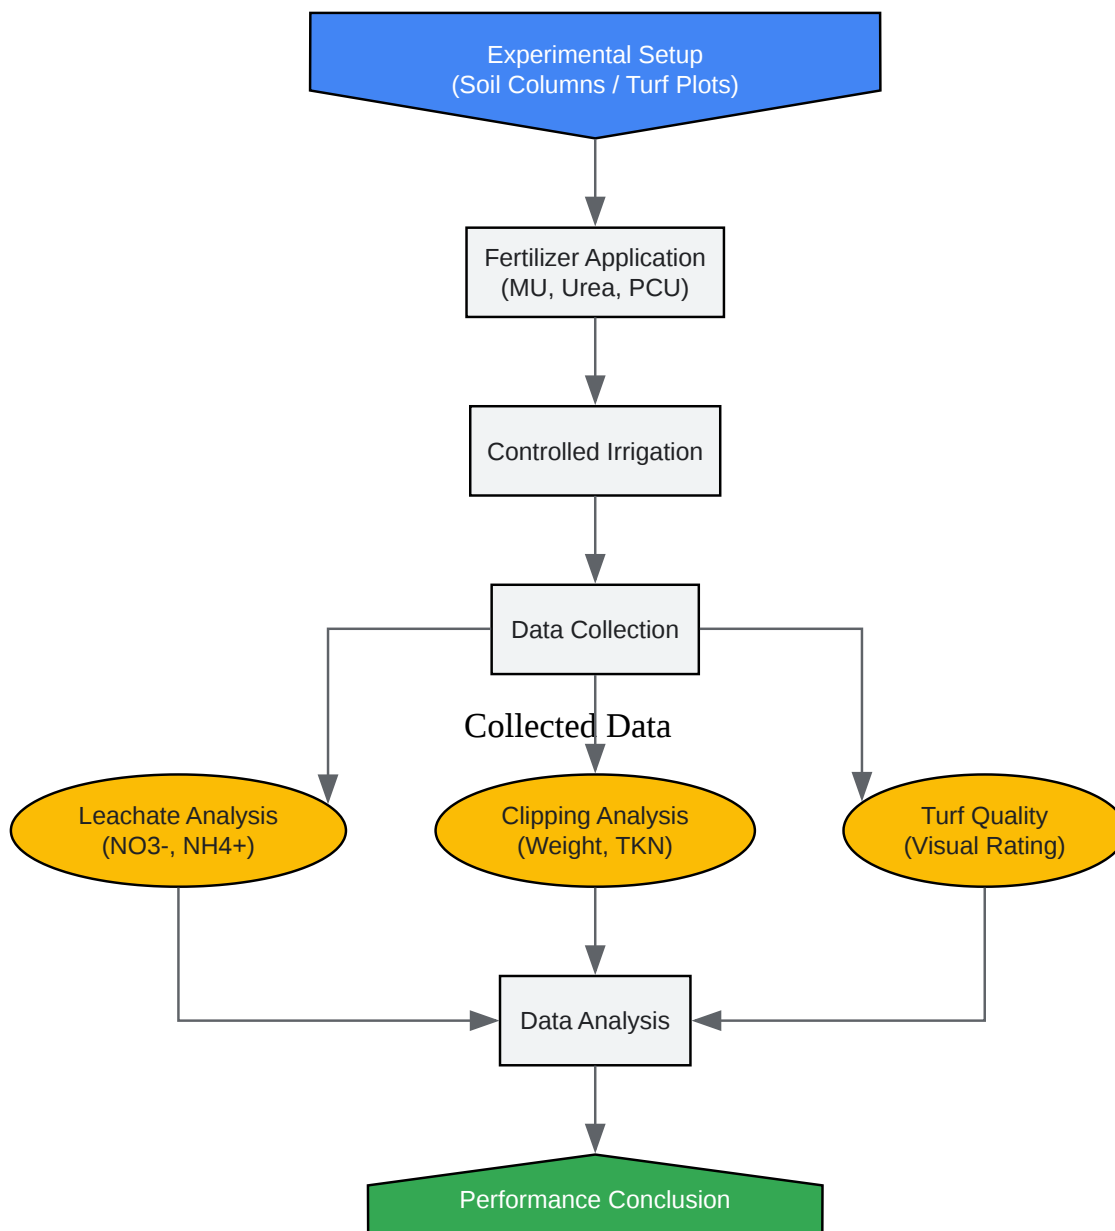 Experimental Setup
(Soil Columns / Turf Plots)
Fertilizer Application
(MU, Urea, PCU)
Controlled Irrigation
Data Collection
Collected Data
Leachate Analysis
(NO3-, NH4+)
Clipping Analysis
(Weight, TKN)
Turf Quality
(Visual Rating)
Data Analysis
Performance Conclusion